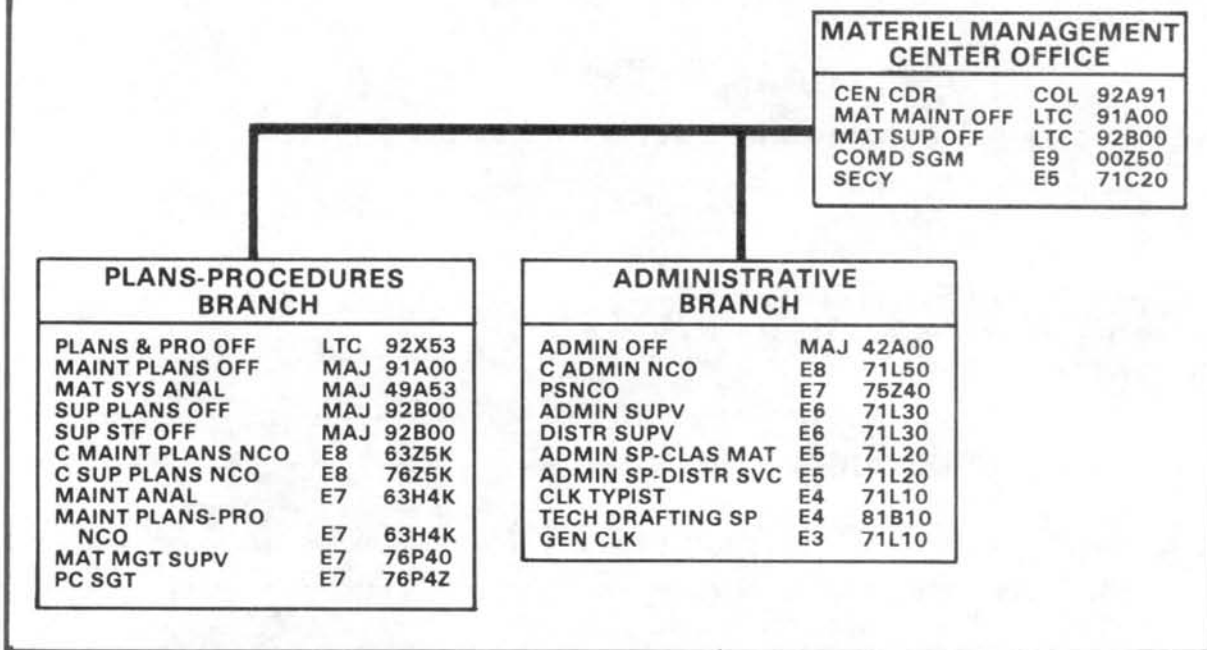 MATERIEL MANAGEMENT
CENTER OFFICE
CEN CDR COL 92A91
MAT MAINT OFF LTC 91A00
MAT SUP OFF LTC 92B00
COMD SGM E9 00Z50
SECY E5 71C20
PLANS-PROCEDURES
BRANCH
PLANS & PRO OFF LTC 92X53
MAINT PLANS OFF MAJ 91A00
MAT SYS ANAL MAJ 49A53
SUP PLANS OFF MAJ 92B00
SUP STF OFF MAJ 92B00
C MAINT PLANS NCO E8 63Z5K
C SUP PLANS NCO E8 76Z5K
MAINT ANAL E7 63H4K
MAINT PLANS-PRO
NCO E7 63H4K
MAT MGT SUPV E7 76P40
PC SGT E7 76P4Z
ADMINISTRATIVE
BRANCH
ADMIN OFF MAJ 42A00
C ADMIN NCO E8 71L50
PSNCO E7 75Z40
ADMIN SUPV E6 71L30
DISTR SUPV E6 71L30
ADMIN SP-CLAS MAT E5 71L20
ADMIN SP-DISTR SVC E5 71L20
CLK TYPIST E4 71L10
TECH DRAFTING SP E4 81B10
GEN CLK E3 71L10